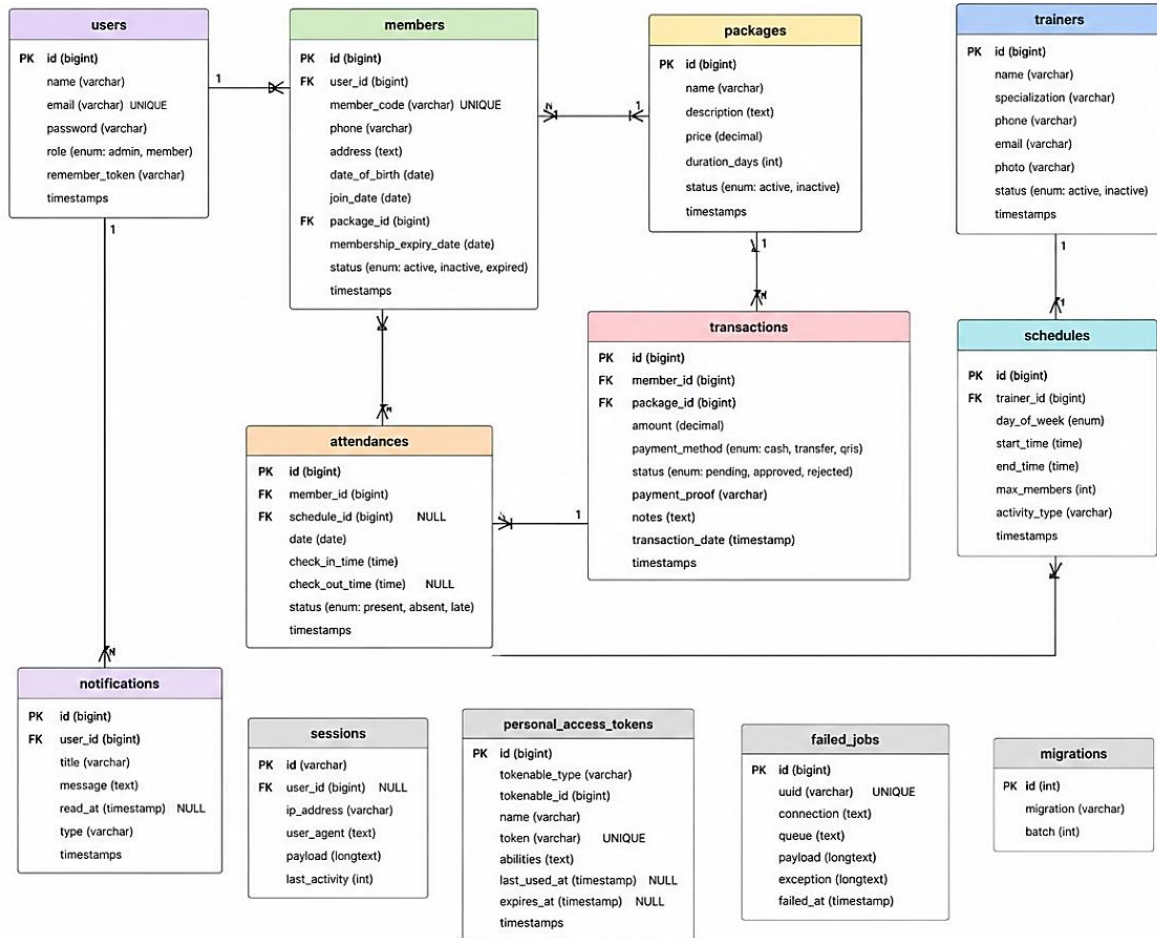 users
PK id (bigint)
name (varchar)
email (varchar) UNIQUE
password (varchar)
role (enum: admin, member)
remember_token (varchar)
timestamps
1
1
members
PK id (bigint)
FK user_id (bigint)
member_code (varchar) UNIQUE
phone (varchar)
address (text)
date_of_birth (date)
join_date (date)
FK package_id (bigint)
membership_expiry_date (date)
status (enum: active, inactive, expired)
timestamps
N
1
packages
PK id (bigint)
name (varchar)
description (text)
price (decimal)
duration_days (int)
status (enum: active, inactive)
timestamps
1
trainers
PK id (bigint)
name (varchar)
specialization (varchar)
phone (varchar)
email (varchar)
photo (varchar)
status (enum: active, inactive)
timestamps
1
1
transactions
PK id (bigint)
FK member_id (bigint)
FK package_id (bigint)
amount (decimal)
payment_method (enum: cash, transfer, qris)
status (enum: pending, approved, rejected)
payment_proof (varchar)
notes (text)
transaction_date (timestamp)
timestamps
1
schedules
PK id (bigint)
FK trainer_id (bigint)
day_of_week (enum)
start_time (time)
end_time (time)
max_members (int)
activity_type (varchar)
timestamps
attendances
PK id (bigint)
FK member_id (bigint)
FK schedule_id (bigint) NULL
date (date)
check_in_time (time)
check_out_time (time) NULL
status (enum: present, absent, late)
timestamps
N
notifications
PK id (bigint)
FK user_id (bigint)
title (varchar)
message (text)
read_at (timestamp) NULL
type (varchar)
timestamps
sessions
PK id (varchar)
FK user_id (bigint) NULL
ip_address (varchar)
user_agent (text)
payload (longtext)
last_activity (int)
personal_access_tokens
PK id (bigint)
tokenable_type (varchar)
tokenable_id (bigint)
name (varchar)
token (varchar) UNIQUE
abilities (text)
last_used_at (timestamp) NULL
expires_at (timestamp) NULL
timestamps
failed_jobs
PK id (bigint)
uuid (varchar) UNIQUE
connection (text)
queue (text)
payload (longtext)
exception (longtext)
failed_at (timestamp)
migrations
PK id (int)
migration (varchar)
batch (int)